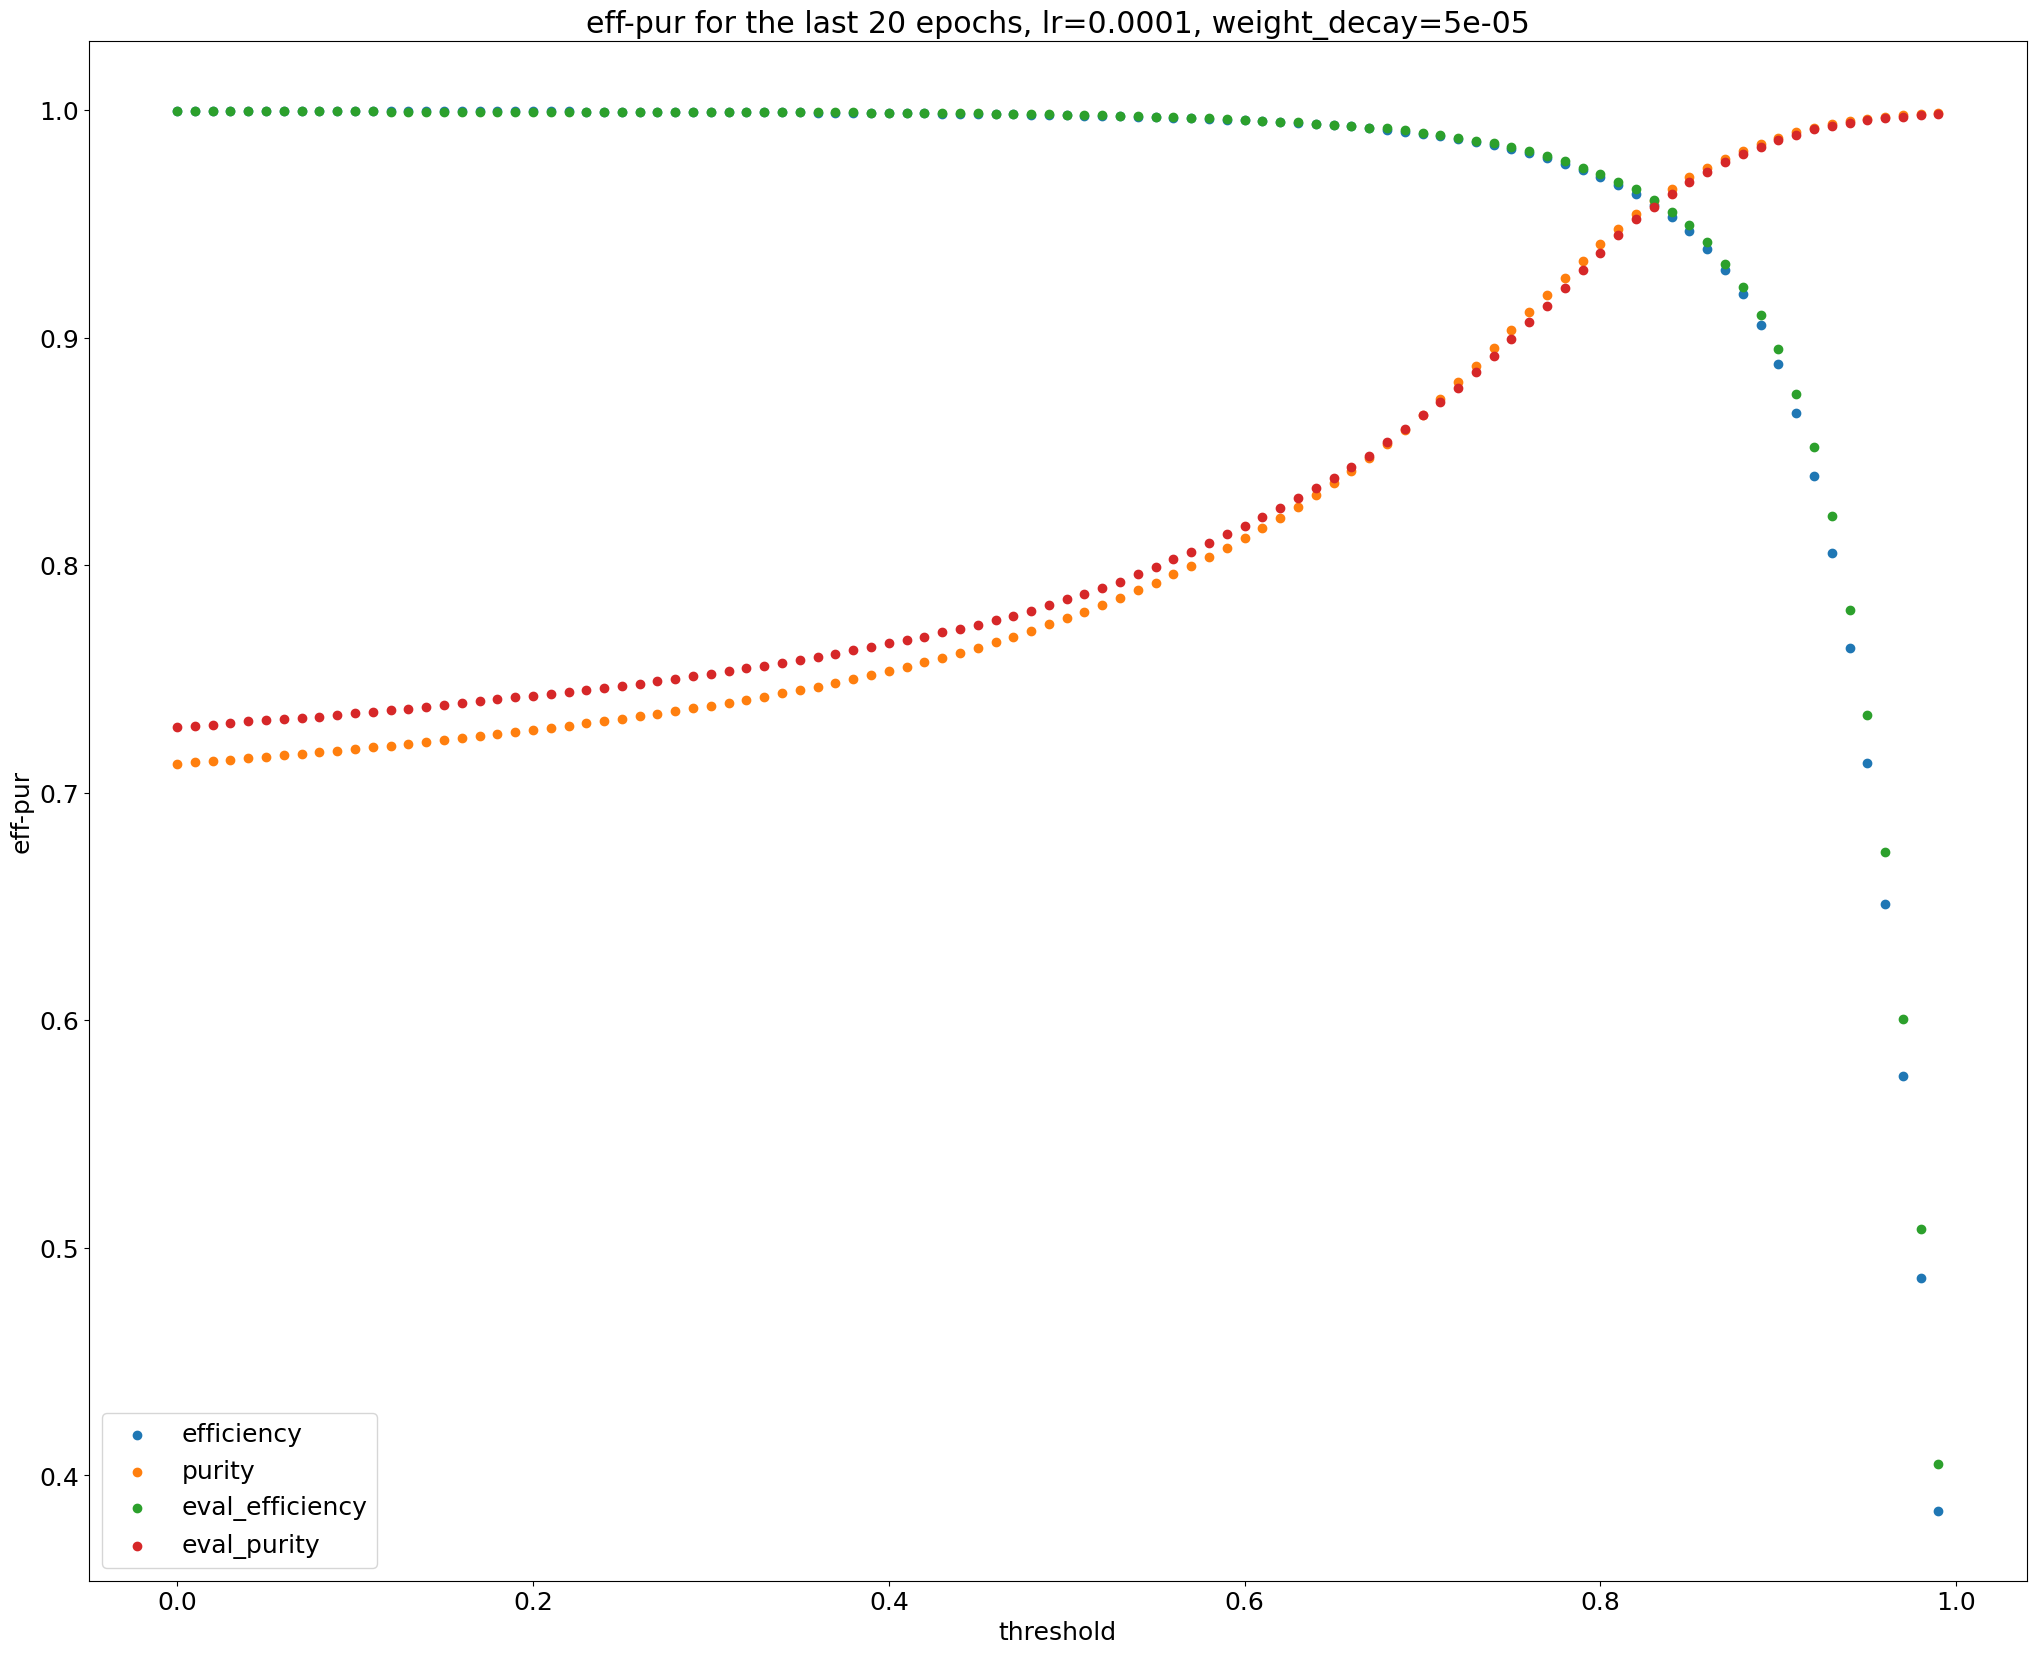 eff-pur for the last 20 epochs, lr=0.0001, weight_decay=5e-05
1.0
0.9
0.8
0.7
0.6
0.5
0.4
eff-pur
efficiency
purity
eval_efficiency
eval_purity
0.0 0.2 0.4 0.6 0.8 1.0
threshold